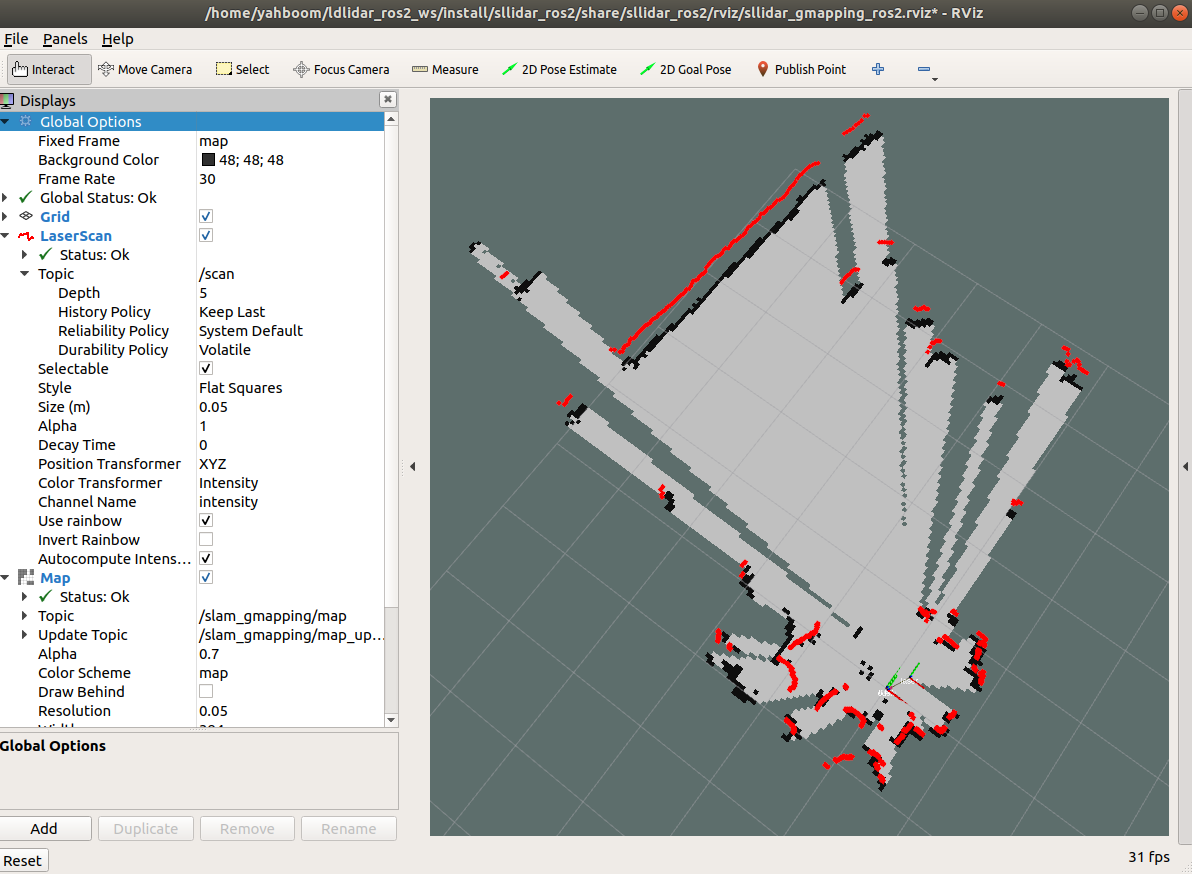 /home/yahboom/ldlidar_ros2_ws/install/sllidar_ros2/share/sllidar_ros2/rviz/sllidar_gmapping_ros2.rviz* - RViz
File Panels Help
Interact Move Camera Select Focus Camera Measure 2D Pose Estimate 2D Goal Pose Publish Point
Displays
Global Options
Fixed Frame map
Background Color 48; 48; 48
Frame Rate 30
Global Status: Ok
Grid
LaserScan
Status: Ok
Topic /scan
Depth 5
History Policy Keep Last
Reliability Policy System Default
Durability Policy Volatile
Selectable
Style Flat Squares
Size (m) 0.05
Alpha 1
Decay Time 0
Position Transformer XYZ
Color Transformer Intensity
Channel Name intensity
Use rainbow
Invert Rainbow
Autocompute Intens...
Map
Status: Ok
Topic /slam_gmapping/map
Update Topic /slam_gmapping/map_up...
Alpha 0.7
Color Scheme map
Draw Behind
Resolution 0.05
Global Options
Add Duplicate Remove Rename
Reset
31 fps